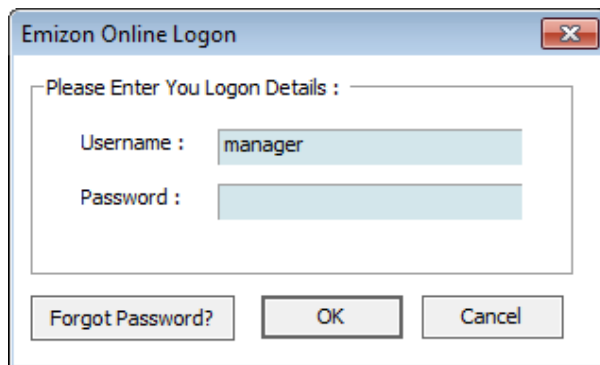 Emizon Online Logon
Please Enter You Logon Details :
Username : manager
Password :
Forgot Password? OK Cancel